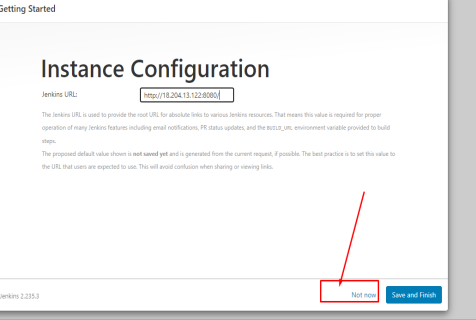 Getting Started
Instance Configuration
Jenkins URL:
http://18.204.13.122:8080/
The Jenkins URL is used to provide the root URL for absolute links to various Jenkins resources. That means this value is required for proper
operation of many Jenkins features including email notifications, PR status updates, and the BUILD_URL environment variable provided to build
steps.
The proposed default value shown is not saved yet and is generated from the current request, if possible. The best practice is to set this value to
the URL that users are expected to use. This will avoid confusion when sharing or viewing links.
Jenkins 2.235.3
Not now
Save and Finish